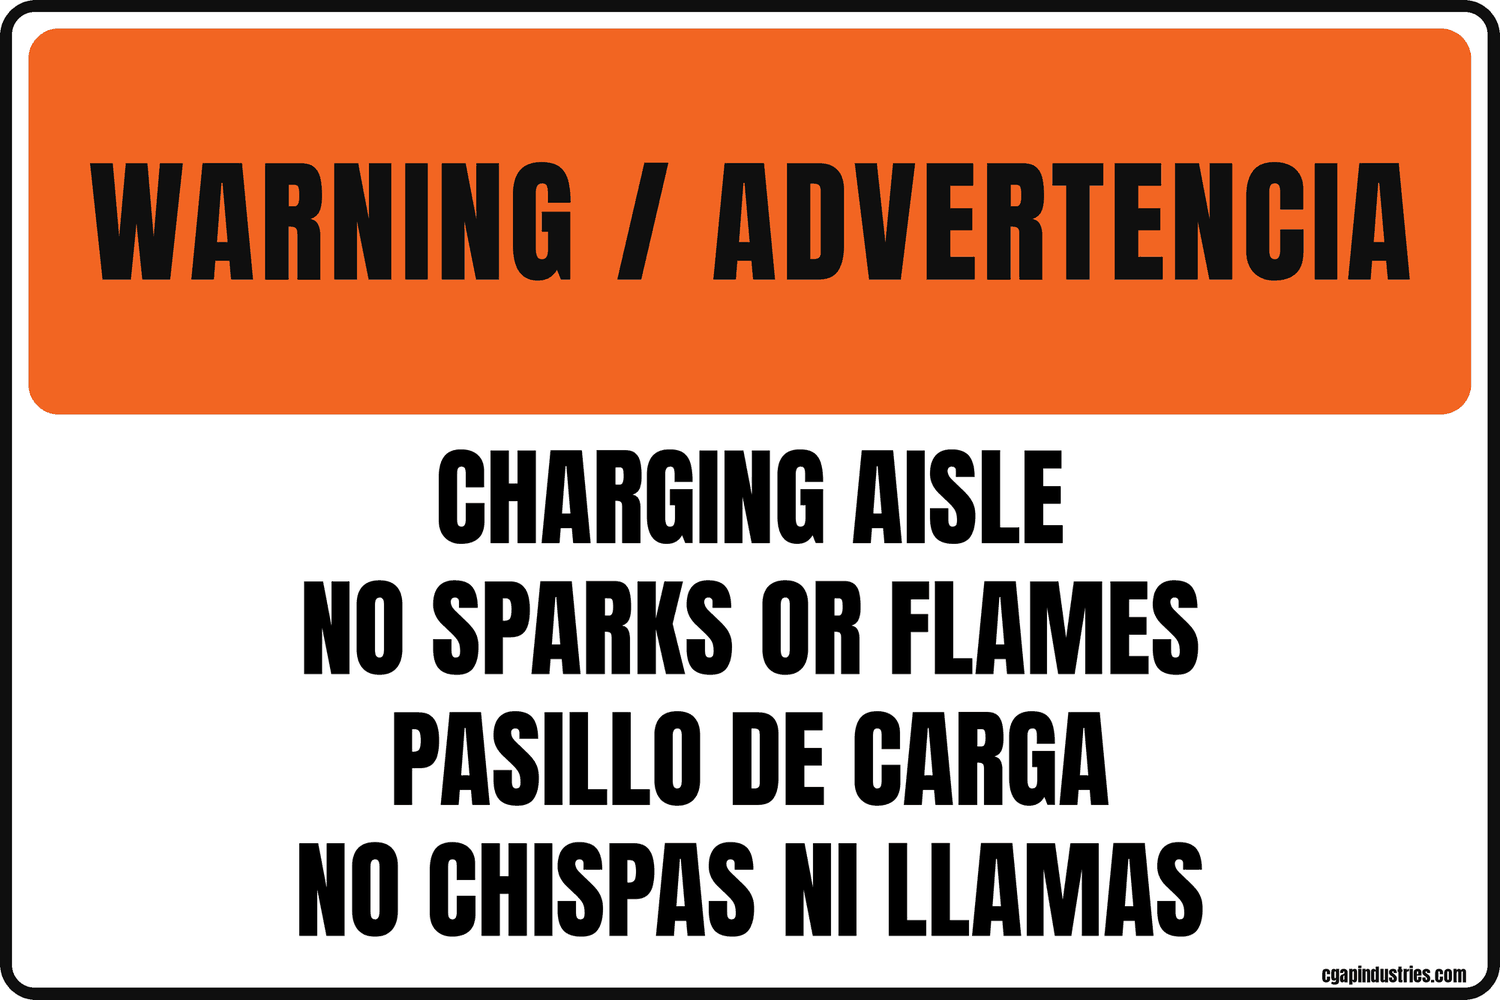 WARNING / ADVERTENCIA
CHARGING AISLE
NO SPARKS OR FLAMES
PASILLO DE CARGA
NO CHISPAS NI LLAMAS
cgapindustries.com